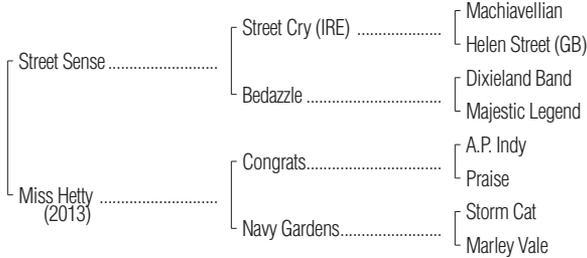 Machiavellian
Street Cry (IRE) ....................
Helen Street (GB)
Street Sense ..........................
Dixieland Band
Bedazzle ................................
Majestic Legend
A.P. Indy
Congrats................................
Praise
Miss Hetty ............................
(2013)
Storm Cat
Navy Gardens........................
Marley Vale